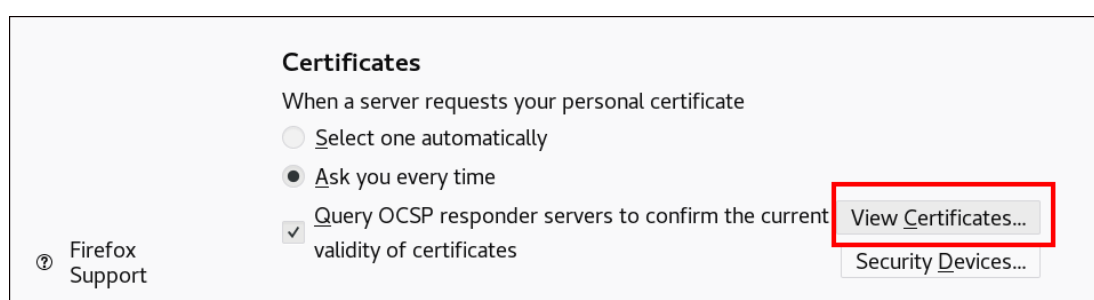 Certificates
When a server requests your personal certificate
Select one automatically
Ask you every time
Query OCSP responder servers to confirm the current
validity of certificates
View Certificates...
Security Devices...
Firefox
Support